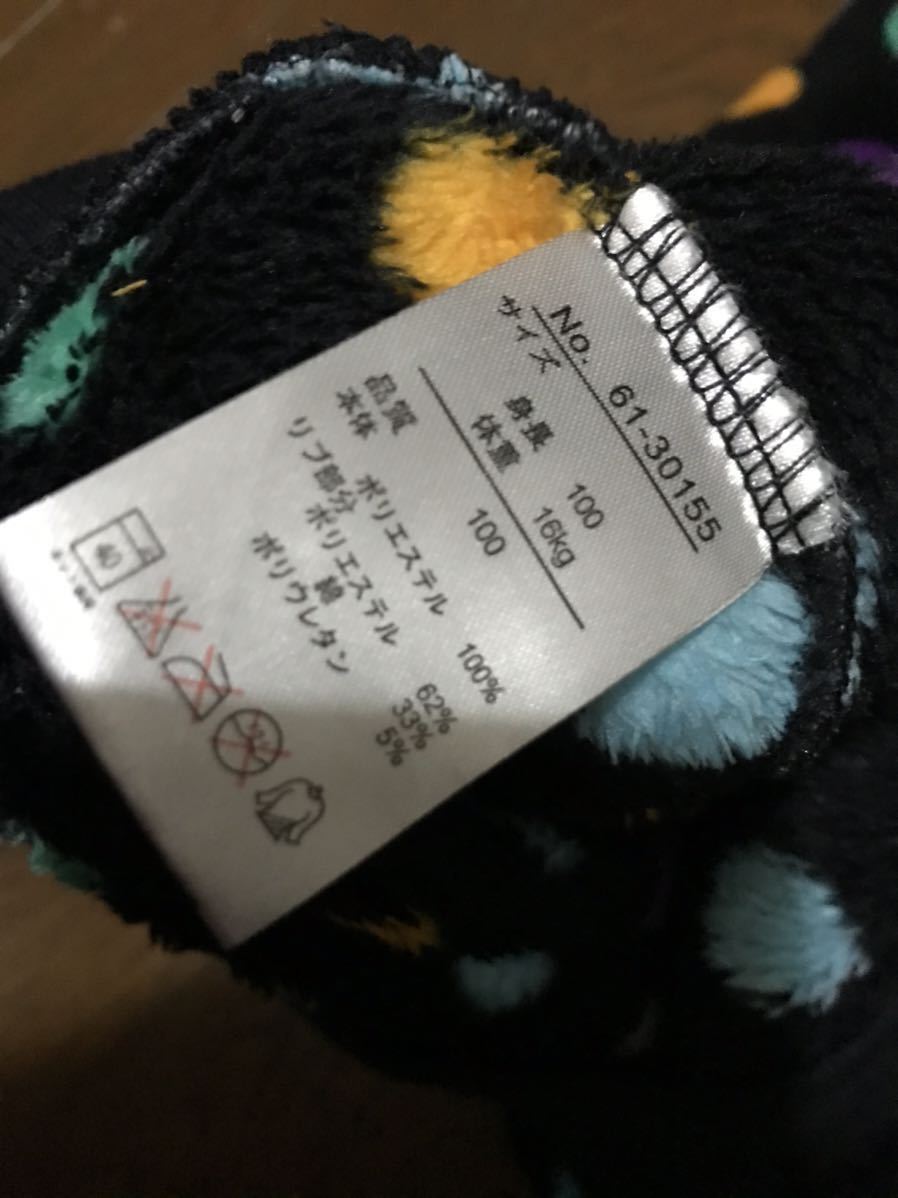 No. 61-30155
サイズ 100
身長 100
体重 16kg
品質
本体 ポリエステル 100%
リブ部分 ポリエステル 62%
綿 33%
ポリウレタン 5%
40